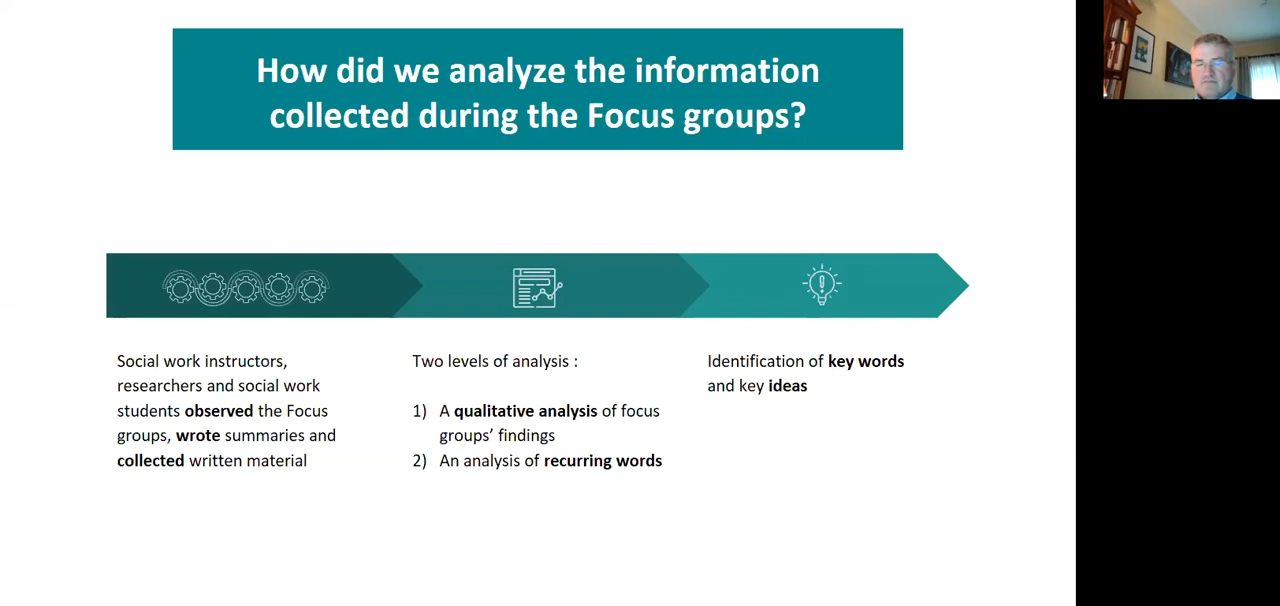 How did we analyze the information
collected during the Focus groups?
Social work instructors,
researchers and social work
students observed the Focus
groups, wrote summaries and
collected written material
Two levels of analysis :
1) A qualitative analysis of focus
groups’ findings
2) An analysis of recurring words
Identification of key words
and key ideas